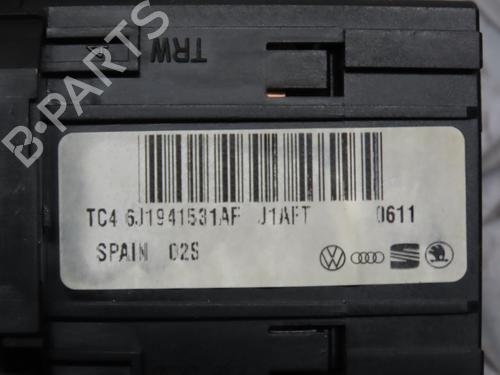 TRW
B-PARTS
TC4 6J1941531AF J1AFT 0611
SPAIN 02S